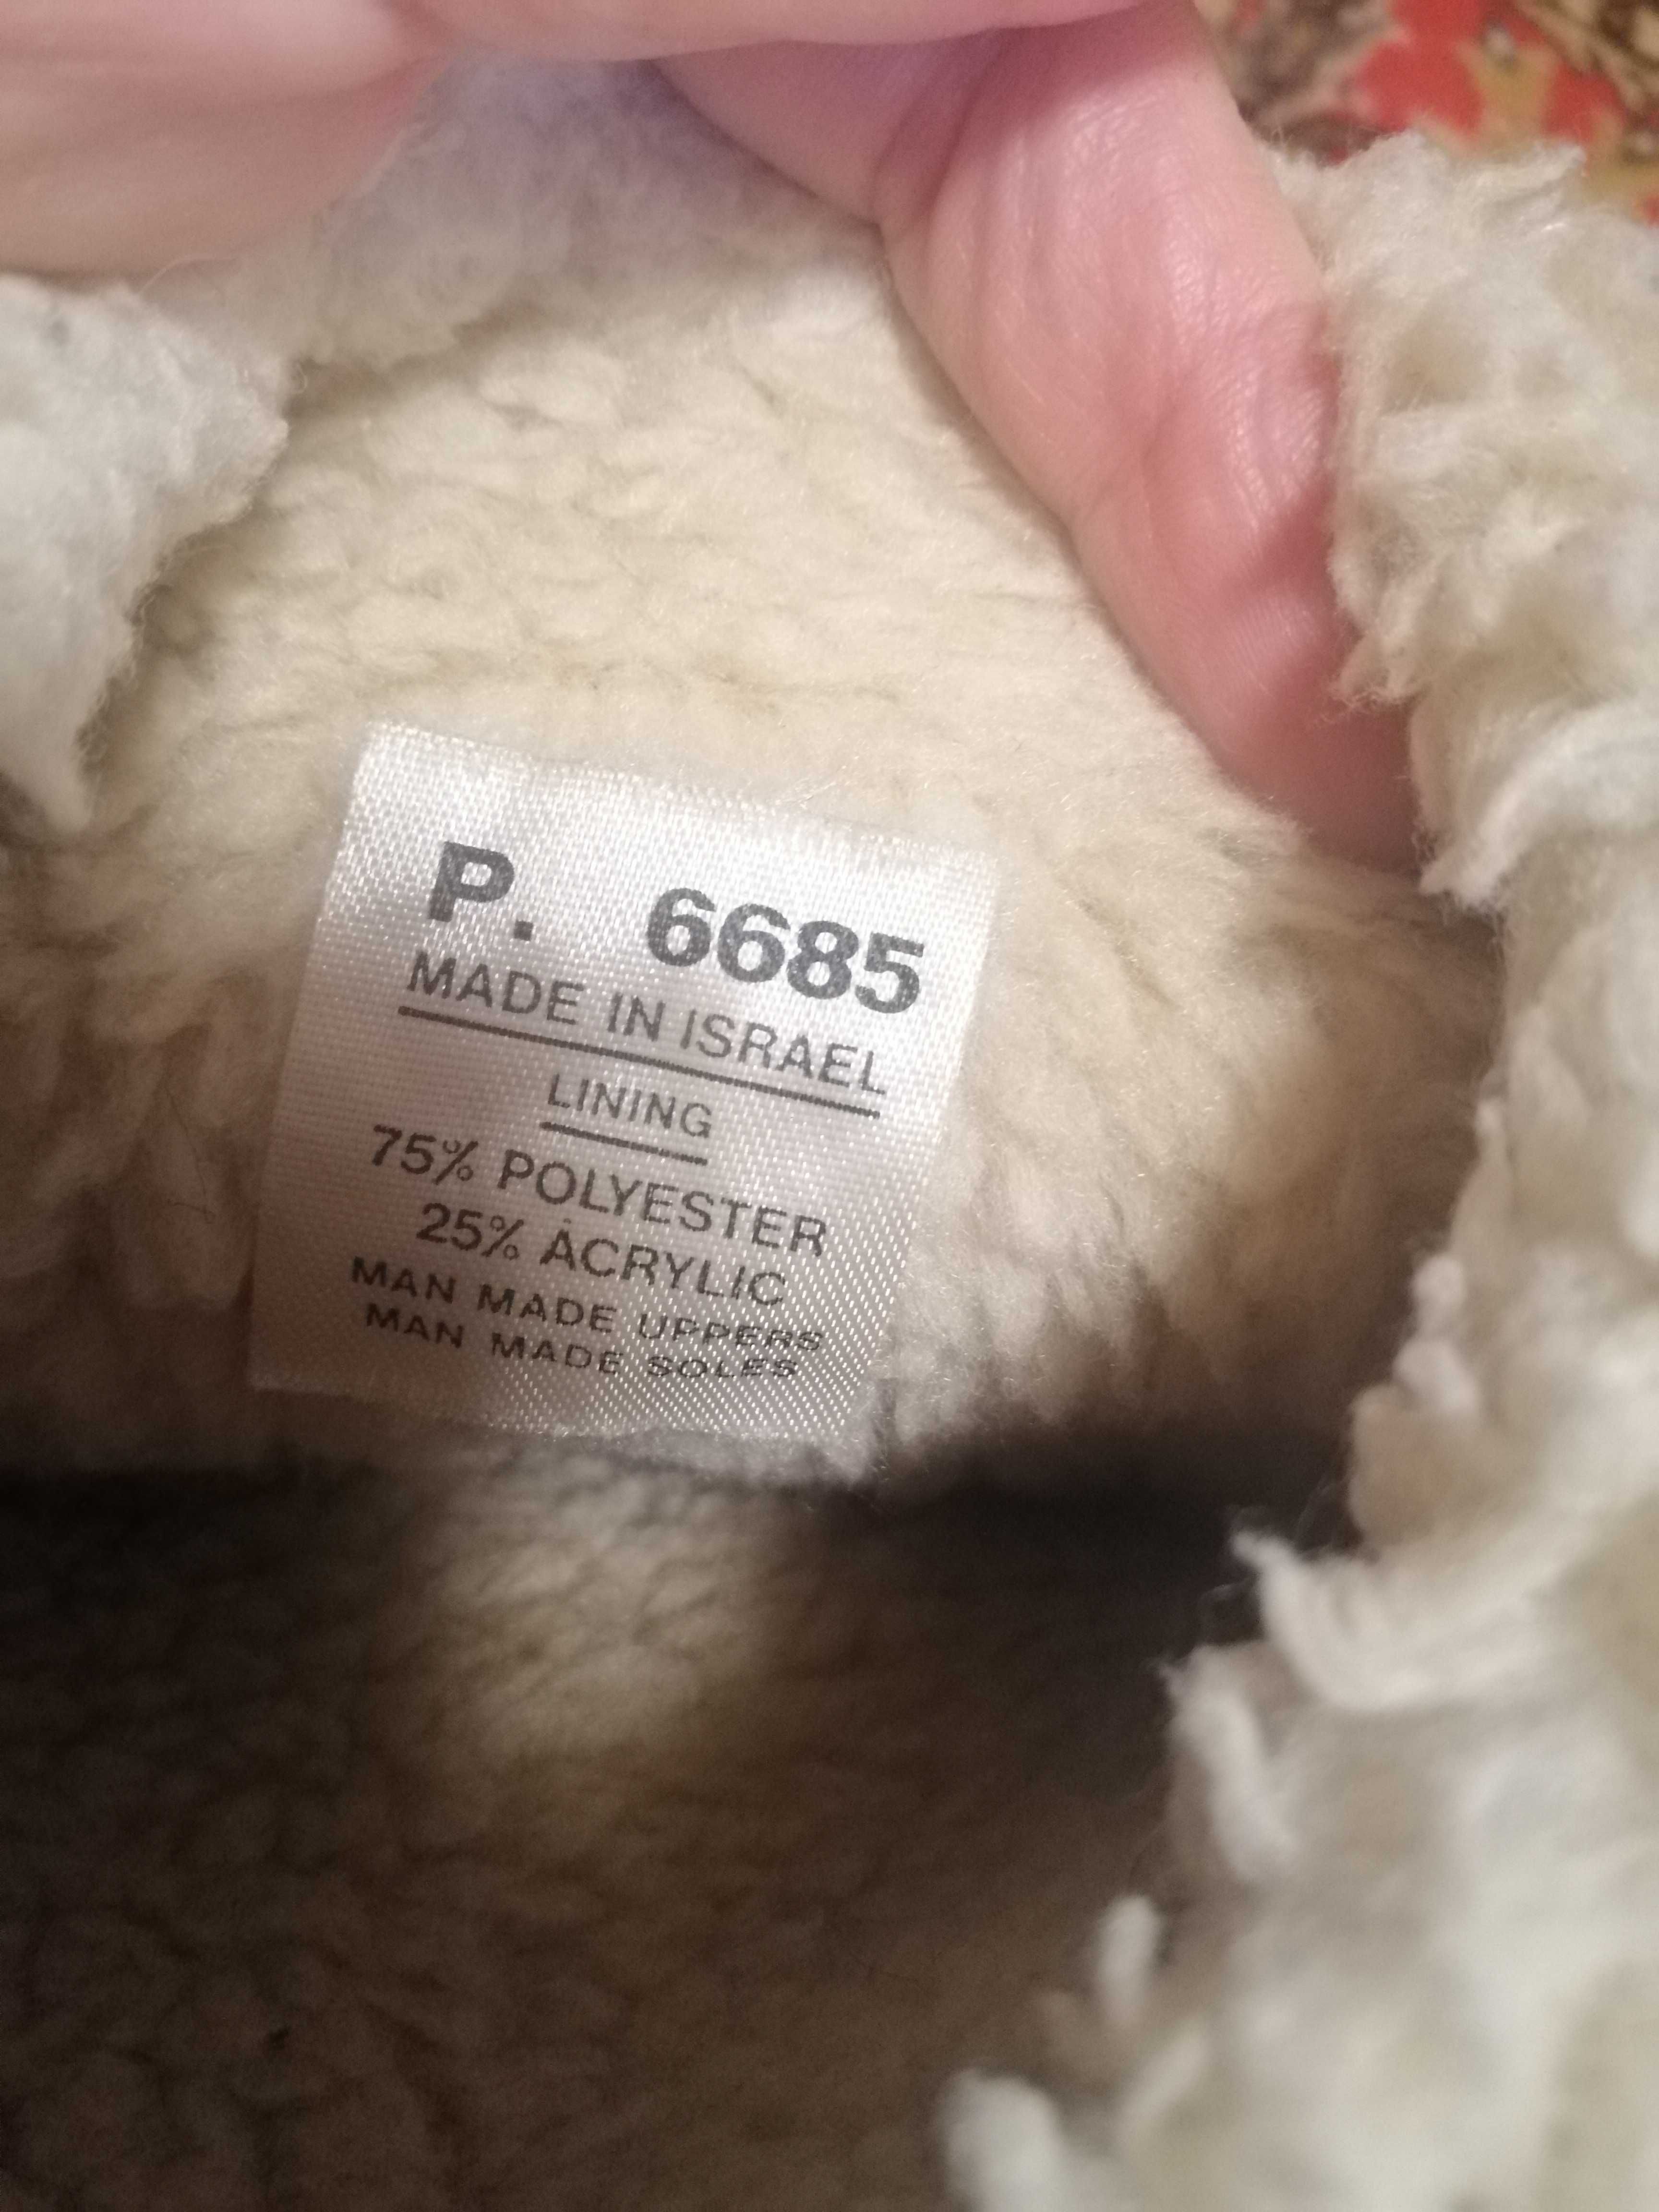 P. 6685
MADE IN ISRAEL
LINING
75% POLYESTER
25% ACRYLIC
MAN MADE UPPERS
MAN MADE SOLES